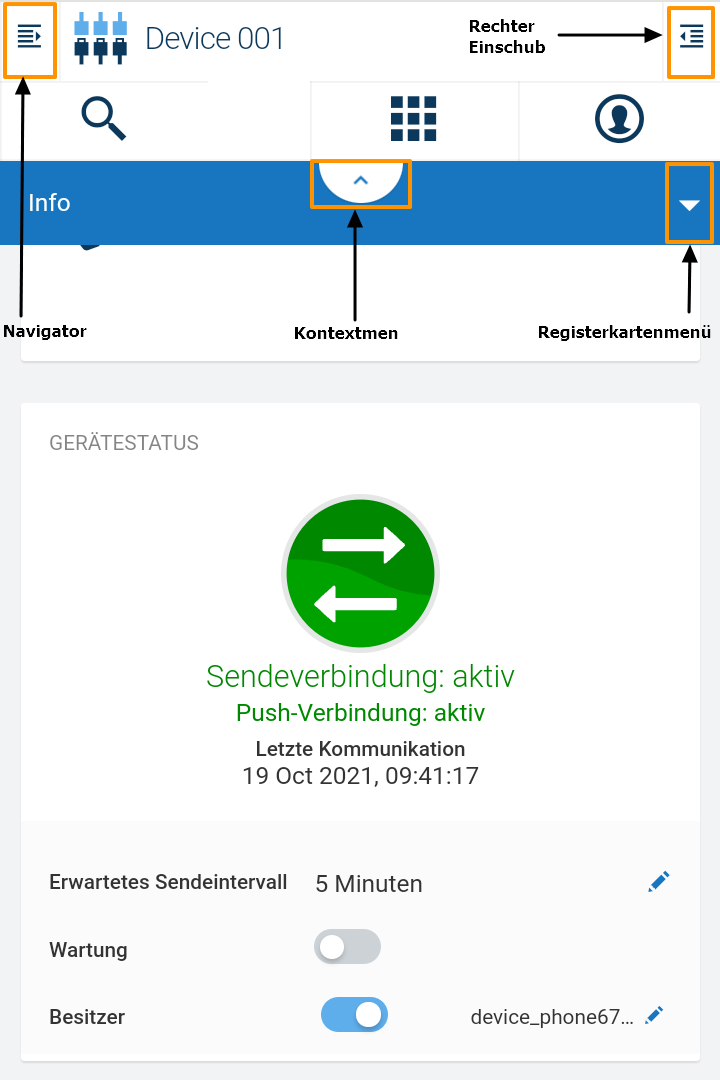 Device 001
Rechter
Einschub
Info
Navigator
Kontextmen
Registerkartenmenü
GERÄTESTATUS
Sendeverbindung: aktiv
Push-Verbindung: aktiv
Letzte Kommunikation
19 Oct 2021, 09:41:17
Erwartetes Sendeintervall 5 Minuten
Wartung
Besitzer device_phone67...